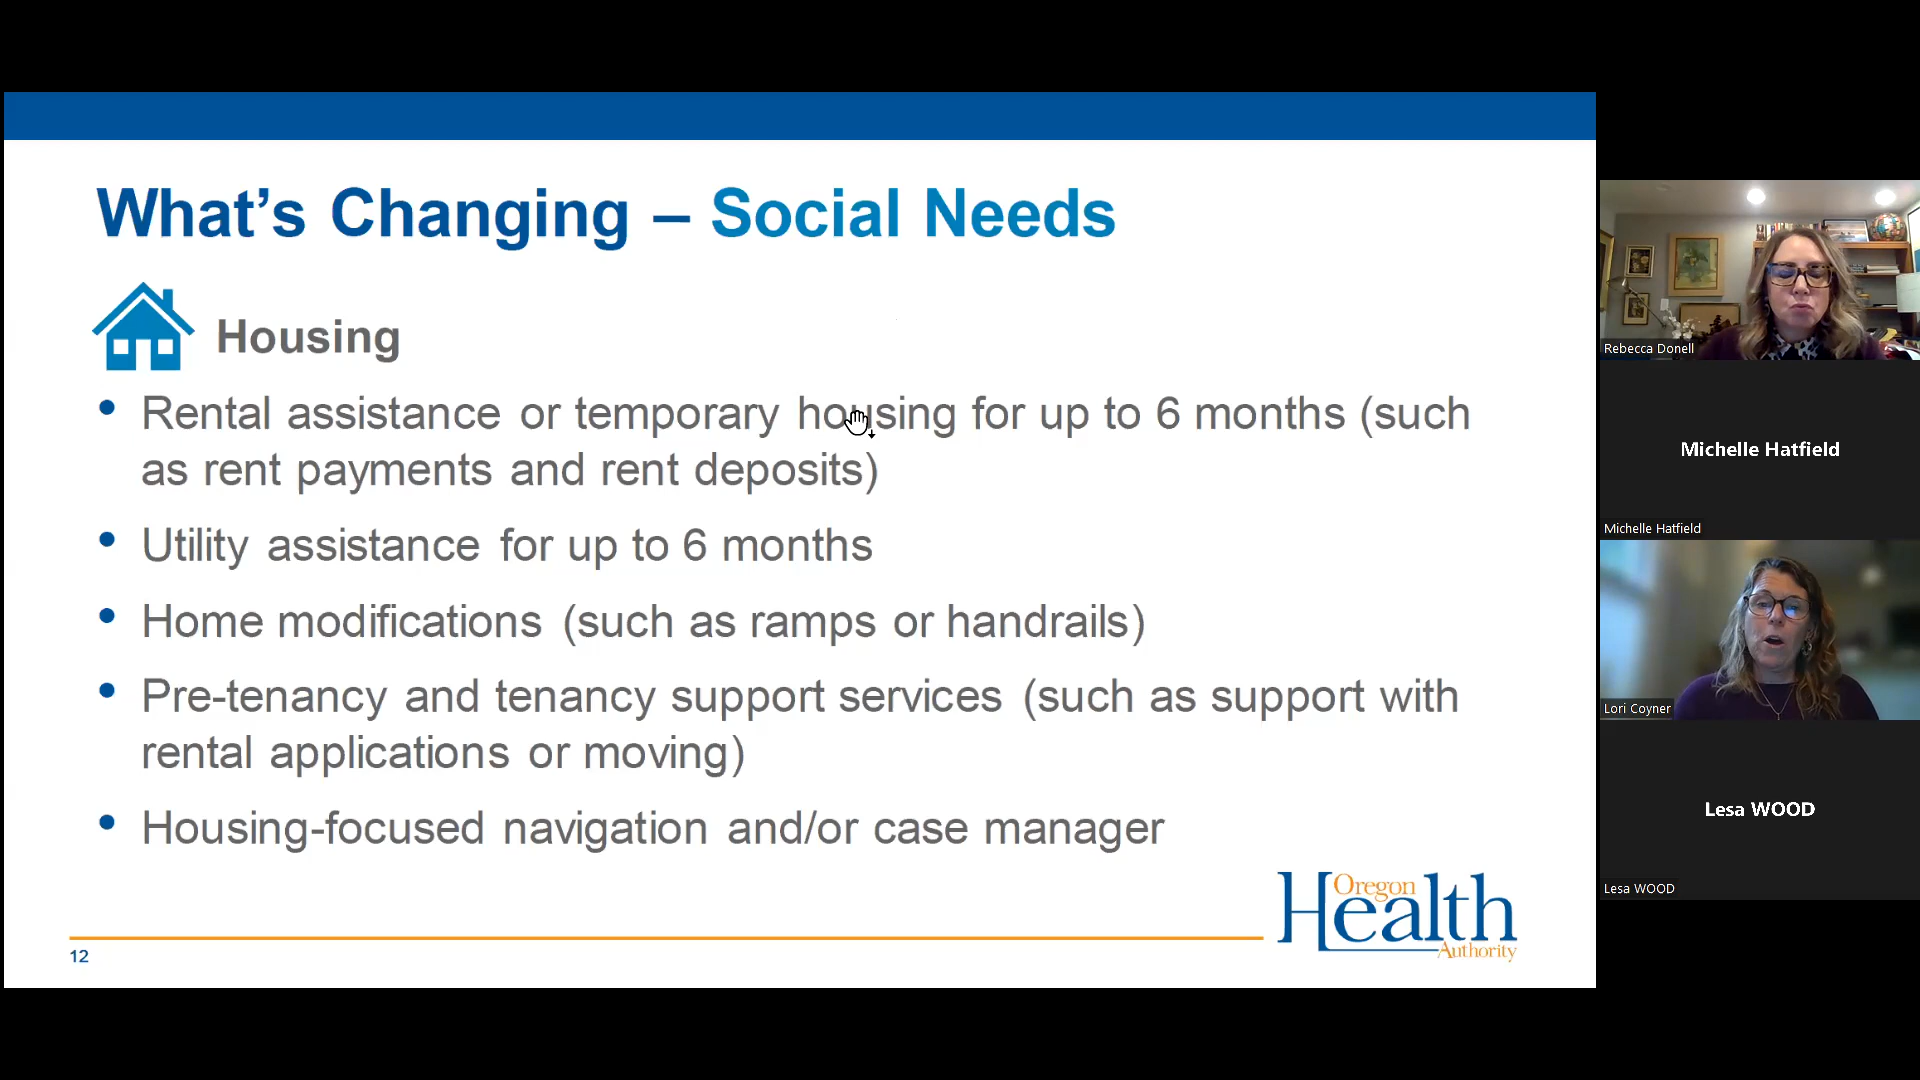 What's Changing – Social Needs
Housing
• Rental assistance or temporary housing for up to 6 months (such
as rent payments and rent deposits)
• Utility assistance for up to 6 months
• Home modifications (such as ramps or handrails)
• Pre-tenancy and tenancy support services (such as support with
rental applications or moving)
• Housing-focused navigation and/or case manager
Oregon
Health
Authority
12
Rebecca Donell
Michelle Hatfield
Michelle Hatfield
Lori Coyner
Lesa WOOD
Lesa WOOD